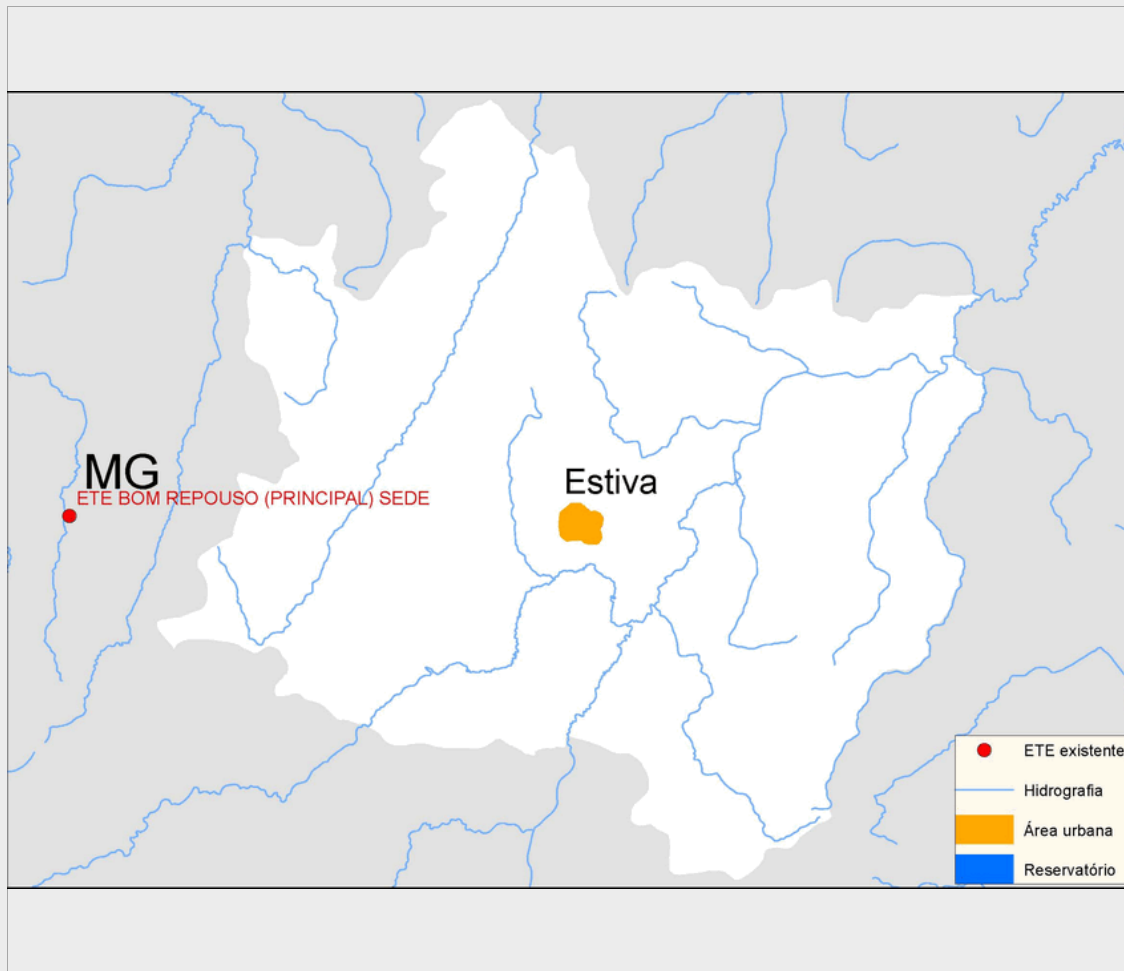 MG
ETE BOM REPOUSO (PRINCIPAL) SEDE
Estiva
ETE existente
Hidrografia
Área urbana
Reservatório